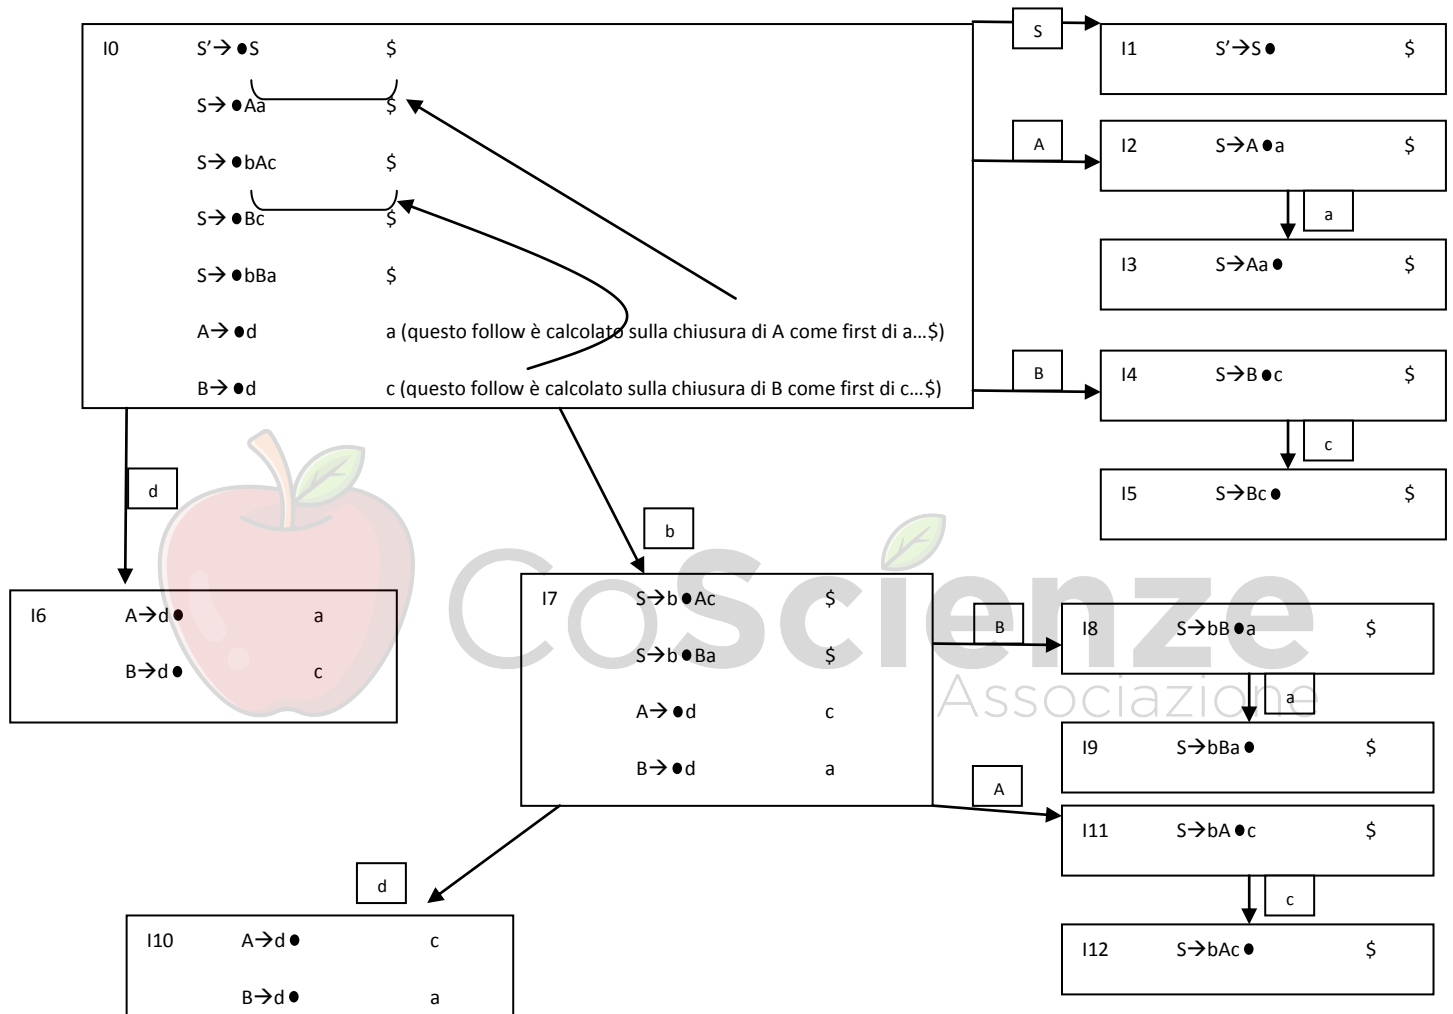 I0 S’→ ●S $
S→ ●Aa $
S→ ●bAc $
S→ ●Bc $
S→ ●bBa $
A→ ●d a (questo follow è calcolato sulla chiusura di A come first di a…$)
B→ ●d c (questo follow è calcolato sulla chiusura di B come first di c…$)
S
I1 S’→S● $
A
I2 S→A●a $
a
I3 S→Aa● $
B
I4 S→B●c $
c
I5 S→Bc● $
d
b
I6 A→d● a
B→d● c
I7 S→b●Ac $
S→b●Ba $
A→ ●d c
B→ ●d a
B
I8 S→bB●a $
a
I9 S→bBa● $
A
I11 S→bA●c $
c
I12 S→bAc● $
d
I10 A→d● c
B→d● a
CoScienze
Associazione